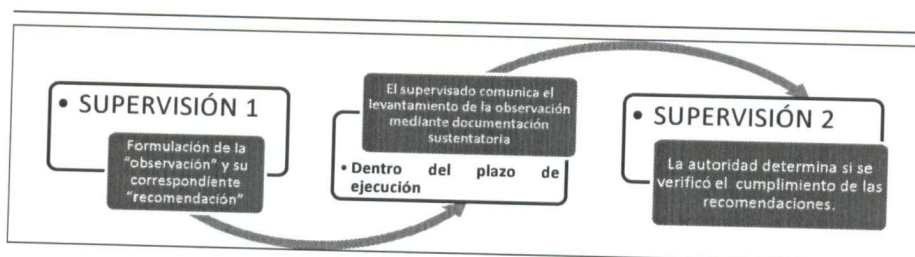 • SUPERVISIÓN 1
Formulación de la
"observación" y su
correspondiente
"recomendación"
El supervisado comunica el
levantamiento de la observación
mediante documentación
sustentatoria
• Dentro del plazo de
ejecución
• SUPERVISIÓN 2
La autoridad determina si se
verificó el cumplimiento de las
recomendaciones.